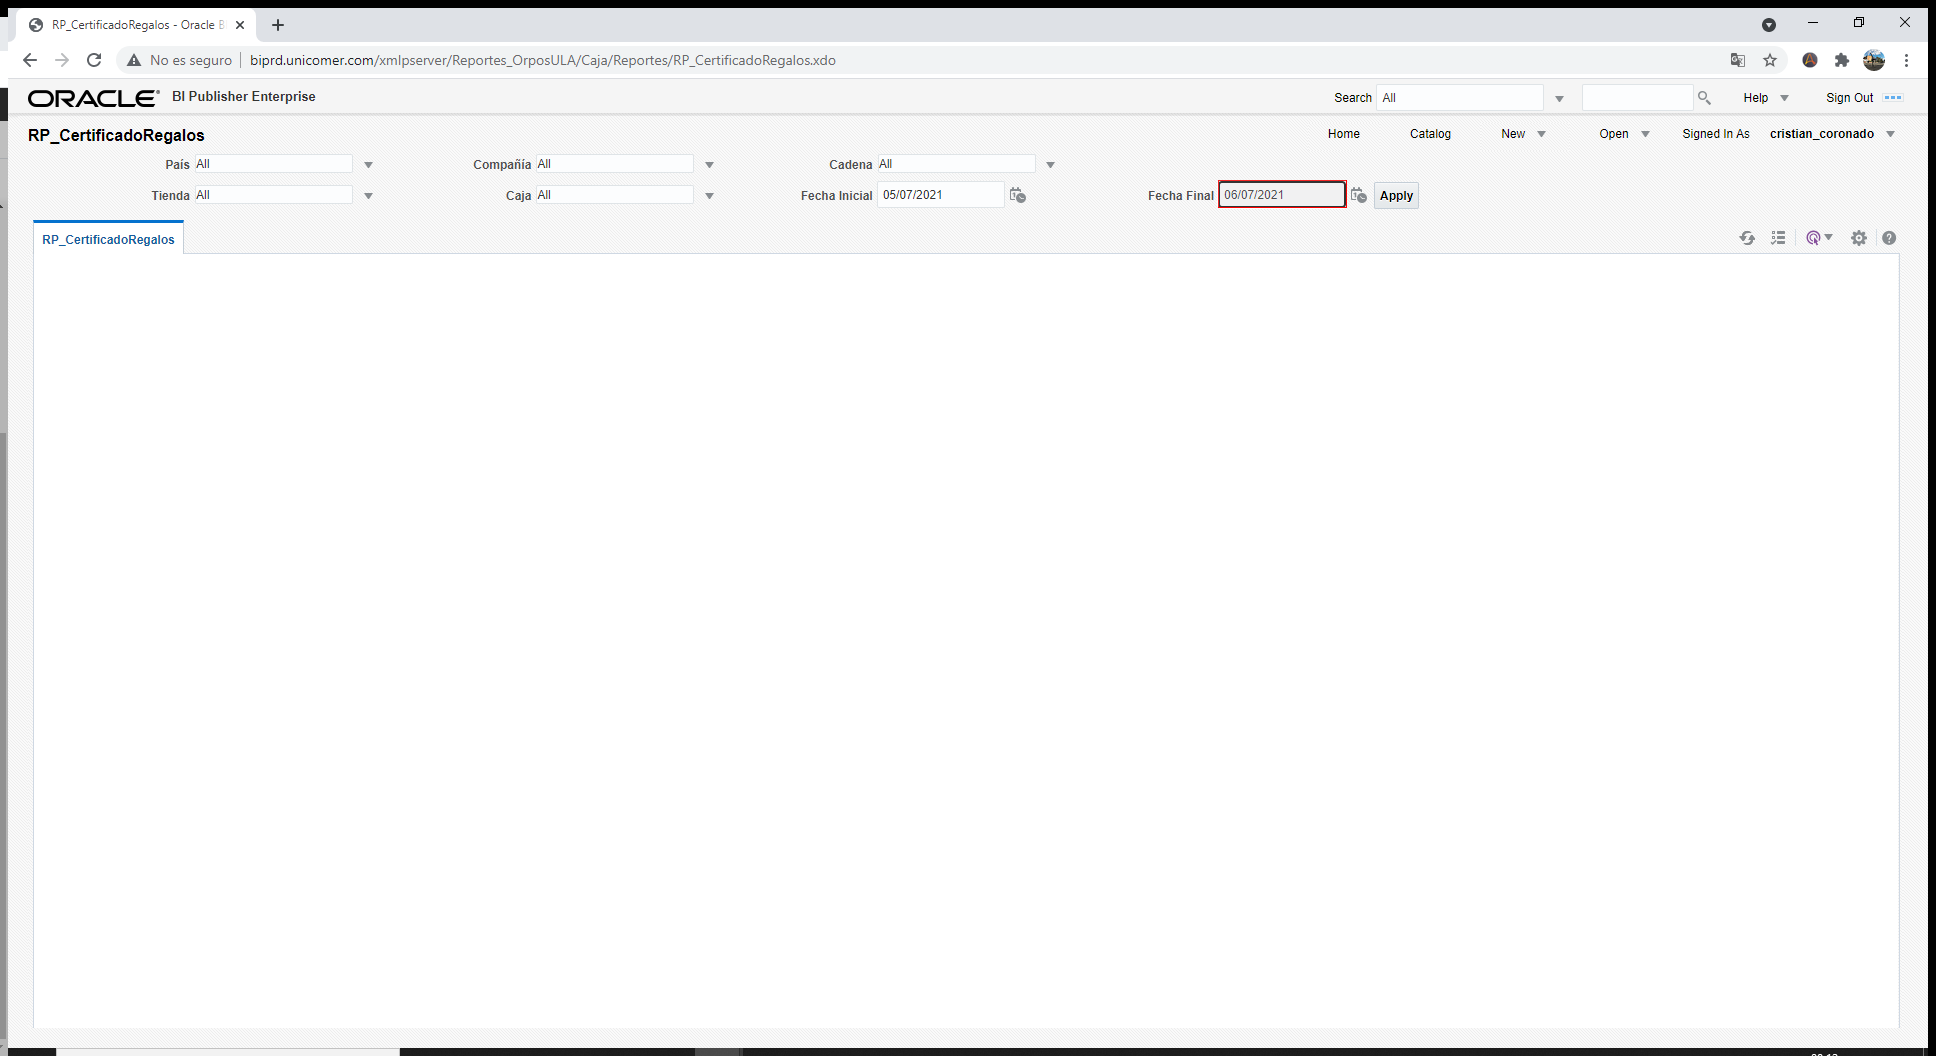 RP_CertificadoRegalos - Oracle B
No es seguro | biprd.unicomer.com/xmlpserver/Reportes_OrposULA/Caja/Reportes/RP_CertificadoRegalos.xdo
ORACLE BI Publisher Enterprise Search All Help Sign Out
RP_CertificadoRegalos Home Catalog New Open Signed In As cristian_coronado
País All Compañía All Cadena All
Tienda All Caja All Fecha Inicial 05/07/2021 Fecha Final 06/07/2021 Apply
RP_CertificadoRegalos